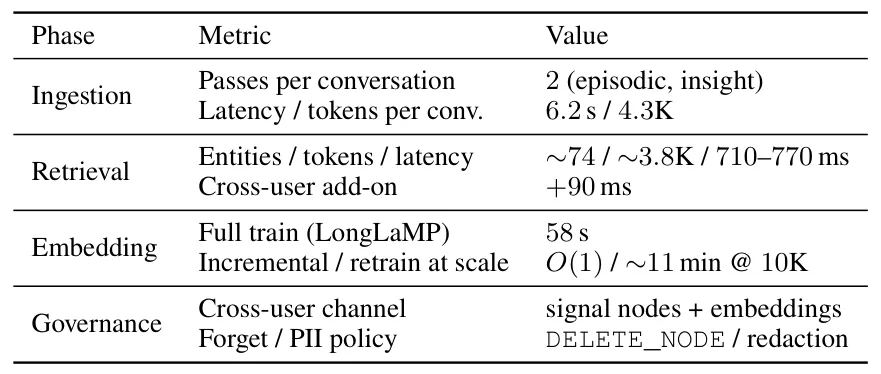 Phase Metric Value
Ingestion Passes per conversation 2 (episodic, insight)
Latency / tokens per conv. 6.2 s / 4.3K
Retrieval Entities / tokens / latency ∼74 / ∼3.8K / 710–770 ms
Cross-user add-on +90 ms
Embedding Full train (LongLaMP) 58 s
Incremental / retrain at scale O(1) / ∼11 min @ 10K
Governance Cross-user channel signal nodes + embeddings
Forget / PII policy DELETE_NODE / redaction